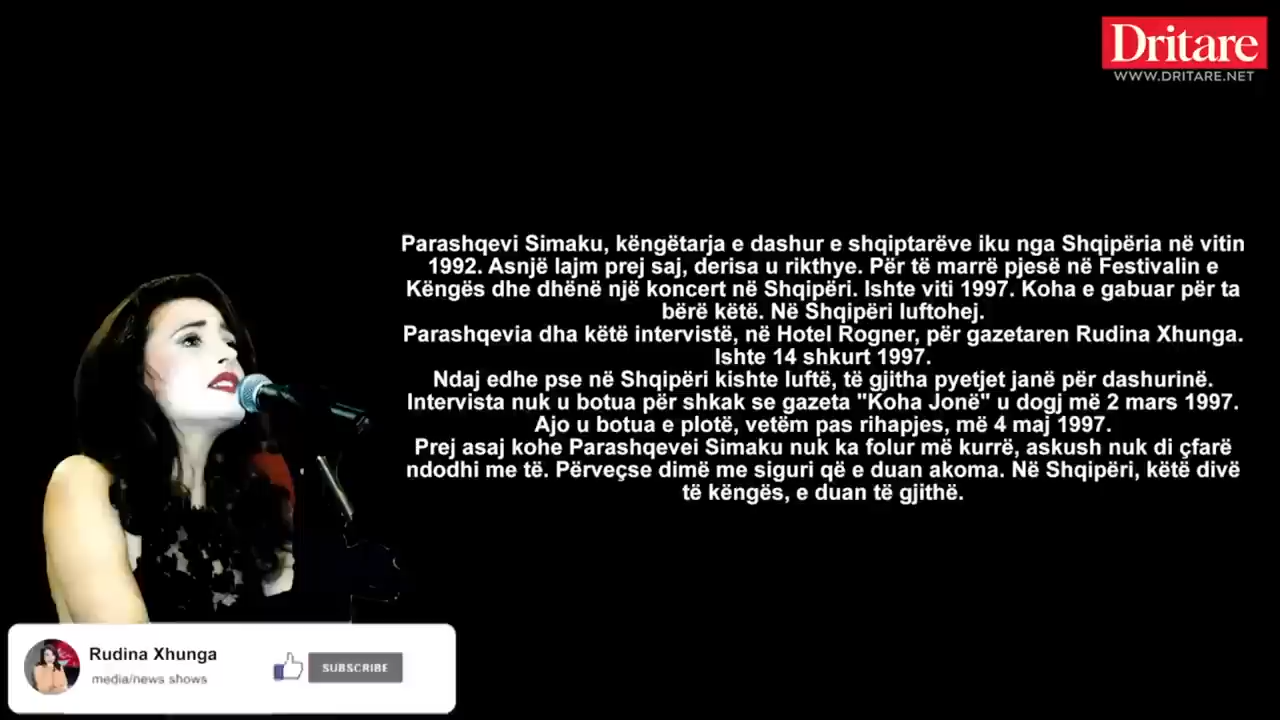 Dritare
WWW.DRITARE.NET
Parashqevi Simaku, këngëtarja e dashur e shqiptarëve iku nga Shqipëria në vitin
1992. Asnjë lajm prej saj, derisa u rikthye. Për të marrë pjesë në Festivalin e
Këngës dhe dhënë një koncert në Shqipëri. Ishte viti 1997. Koha e gabuar për ta
bërë këtë. Në Shqipëri luftohej.
Parashqevia dha këtë intervistë, në Hotel Rogner, për gazetaren Rudina Xhunga.
Ishte 14 shkurt 1997.
Ndaj edhe pse në Shqipëri kishte luftë, të gjitha pyetjet janë për dashurinë.
Intervista nuk u botua për shkak se gazeta "Koha Jonë" u dogj më 2 mars 1997.
Ajo u botua e plotë, vetëm pas rihapjes, më 4 maj 1997.
Prej asaj kohe Parashqevei Simaku nuk ka folur më kurrë, askush nuk di çfarë
ndodhi me të. Përveçse dimë me siguri që e duan akoma. Në Shqipëri, këtë divë
të këngës, e duan të gjithë.
Rudina Xhunga
media/news shows
SUBSCRIBE